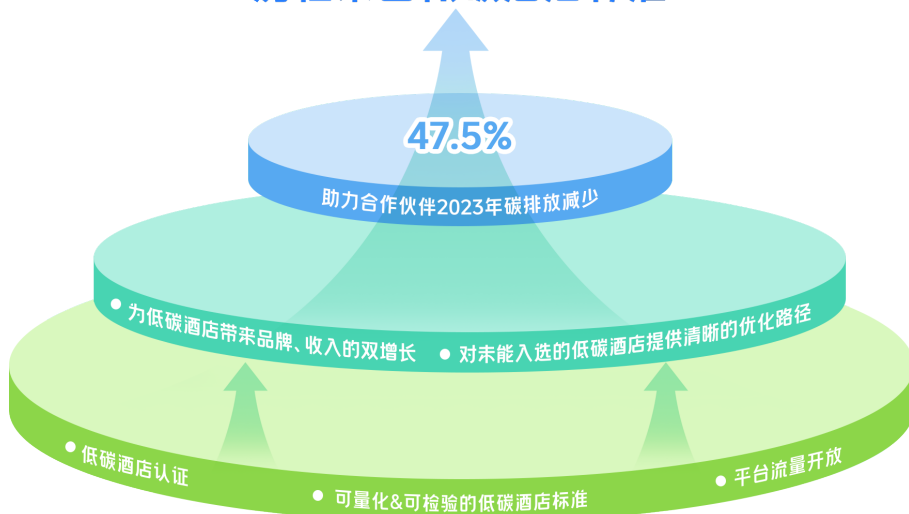 47.5%
助力合作伙伴2023年碳排放减少
为低碳酒店带来品牌、收入的双增长
对未能入选的低碳酒店提供清晰的优化路径
低碳酒店认证
可量化&可检验的低碳酒店标准
平台流量开放